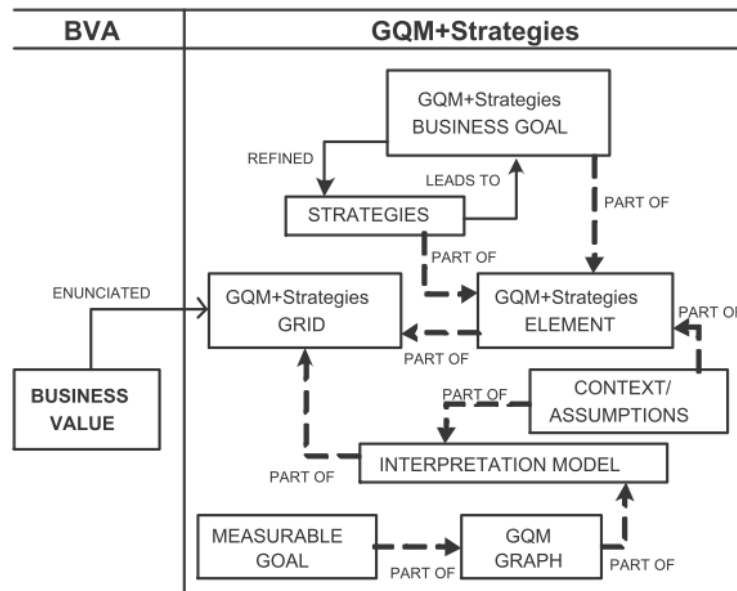 BVA
GQM+Strategies
GQM+Strategies
BUSINESS GOAL
REFINED
LEADS TO
STRATEGIES
PART OF
PART OF
ENUNCIATED
GQM+Strategies
GRID
GQM+Strategies
ELEMENT
PART OF
PART OF
BUSINESS
VALUE
PART OF
CONTEXT/
ASSUMPTIONS
INTERPRETATION MODEL
PART OF
MEASURABLE
GOAL
PART OF
GQM
GRAPH
PART OF